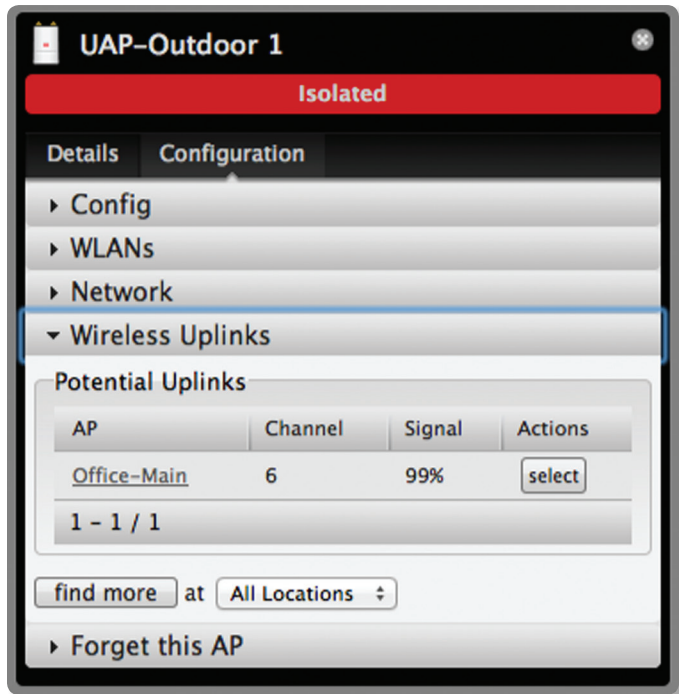 UAP-Outdoor 1
Isolated
Details Configuration
Config
WLANs
Network
Wireless Uplinks
Potential Uplinks
AP Channel Signal Actions
Office-Main 6 99% select
1 - 1 / 1
find more at All Locations
Forget this AP